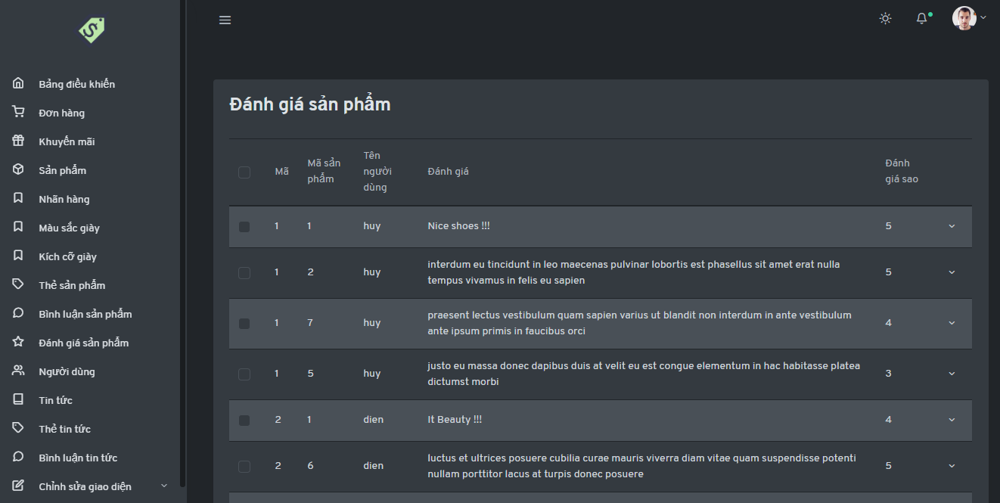 Bảng điều khiển
Đơn hàng
Khuyến mãi
Sản phẩm
Nhãn hàng
Màu sắc giày
Kích cỡ giày
Thẻ sản phẩm
Bình luận sản phẩm
Đánh giá sản phẩm
Người dùng
Tin tức
Thẻ tin tức
Bình luận tin tức
Chỉnh sửa giao diện
Đánh giá sản phẩm
Mã
Mã sản
phẩm
Tên
người
dùng
Đánh giá
Đánh
giá sao
1 1 huy Nice shoes !!! 5
1 2 huy interdum eu tincidunt in leo maecenas pulvinar lobortis est phasellus sit amet erat nulla 5
tempus vivamus in felis eu sapien
1 7 huy praesent lectus vestibulum quam sapien varius ut blandit non interdum in ante vestibulum 4
ante ipsum primis in faucibus orci
1 5 huy justo eu massa donec dapibus duis at velit eu est congue elementum in hac habitasse platea 3
dictumst morbi
2 1 dien It Beauty !!! 4
2 6 dien luctus et ultrices posuere cubilia curae mauris viverra diam vitae quam suspendisse potenti 5
nullam porttitor lacus at turpis donec posuere